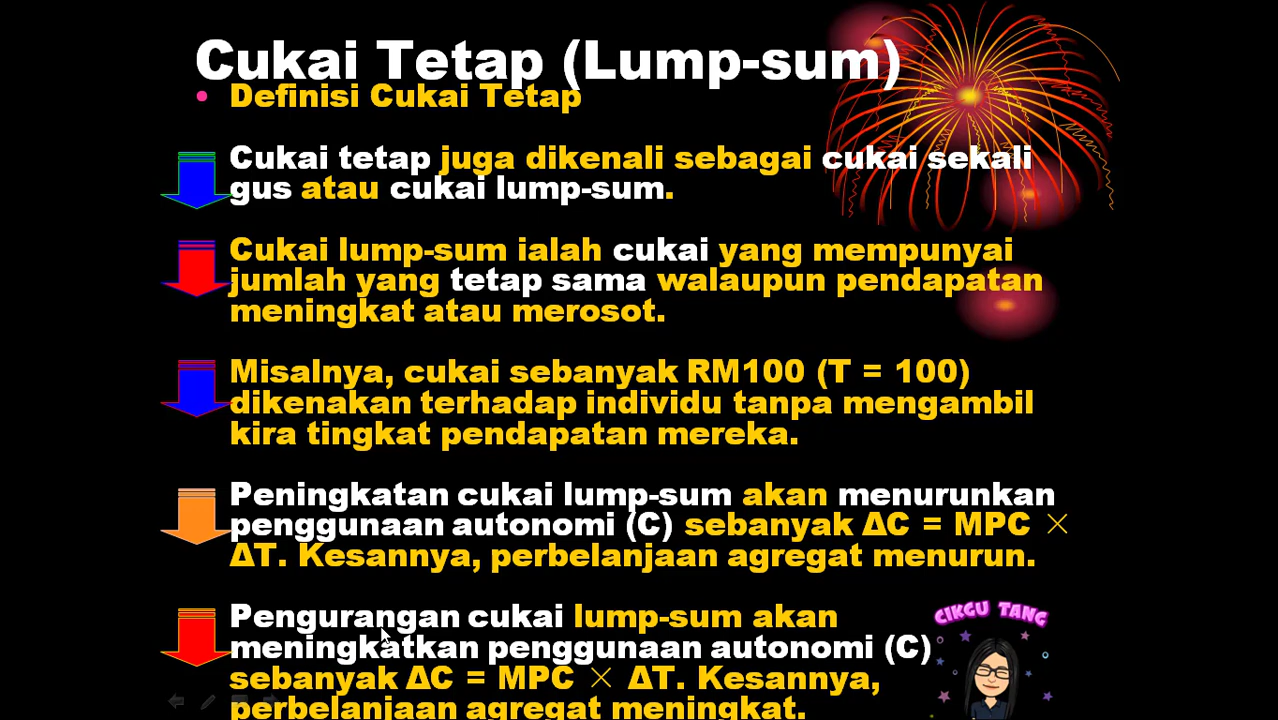 Cukai Tetap (Lump-sum)
• Definisi Cukai Tetap
Cukai tetap juga dikenali sebagai cukai sekali
gus atau cukai lump-sum.
Cukai lump-sum ialah cukai yang mempunyai
jumlah yang tetap sama walaupun pendapatan
meningkat atau merosot.
Misalnya, cukai sebanyak RM100 (T = 100)
dikenakan terhadap individu tanpa mengambil
kira tingkat pendapatan mereka.
Peningkatan cukai lump-sum akan menurunkan
penggunaan autonomi (C) sebanyak ΔC = MPC ×
ΔT. Kesannya, perbelanjaan agregat menurun.
Pengurangan cukai lump-sum akan
meningkatkan penggunaan autonomi (C)
sebanyak ΔC = MPC × ΔT. Kesannya,
perbelanjaan agregat meningkat.
CIKGU TANG